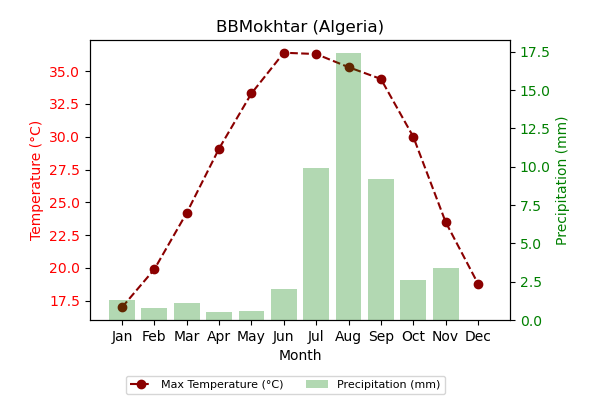 BBMokhtar (Algeria)
35.0
32.5
30.0
27.5
25.0
22.5
20.0
17.5
Temperature (°C)
17.5
15.0
12.5
10.0
7.5
5.0
2.5
0.0
Precipitation (mm)
Jan Feb Mar Apr May Jun Jul Aug Sep Oct Nov Dec
Month
Max Temperature (°C) Precipitation (mm)